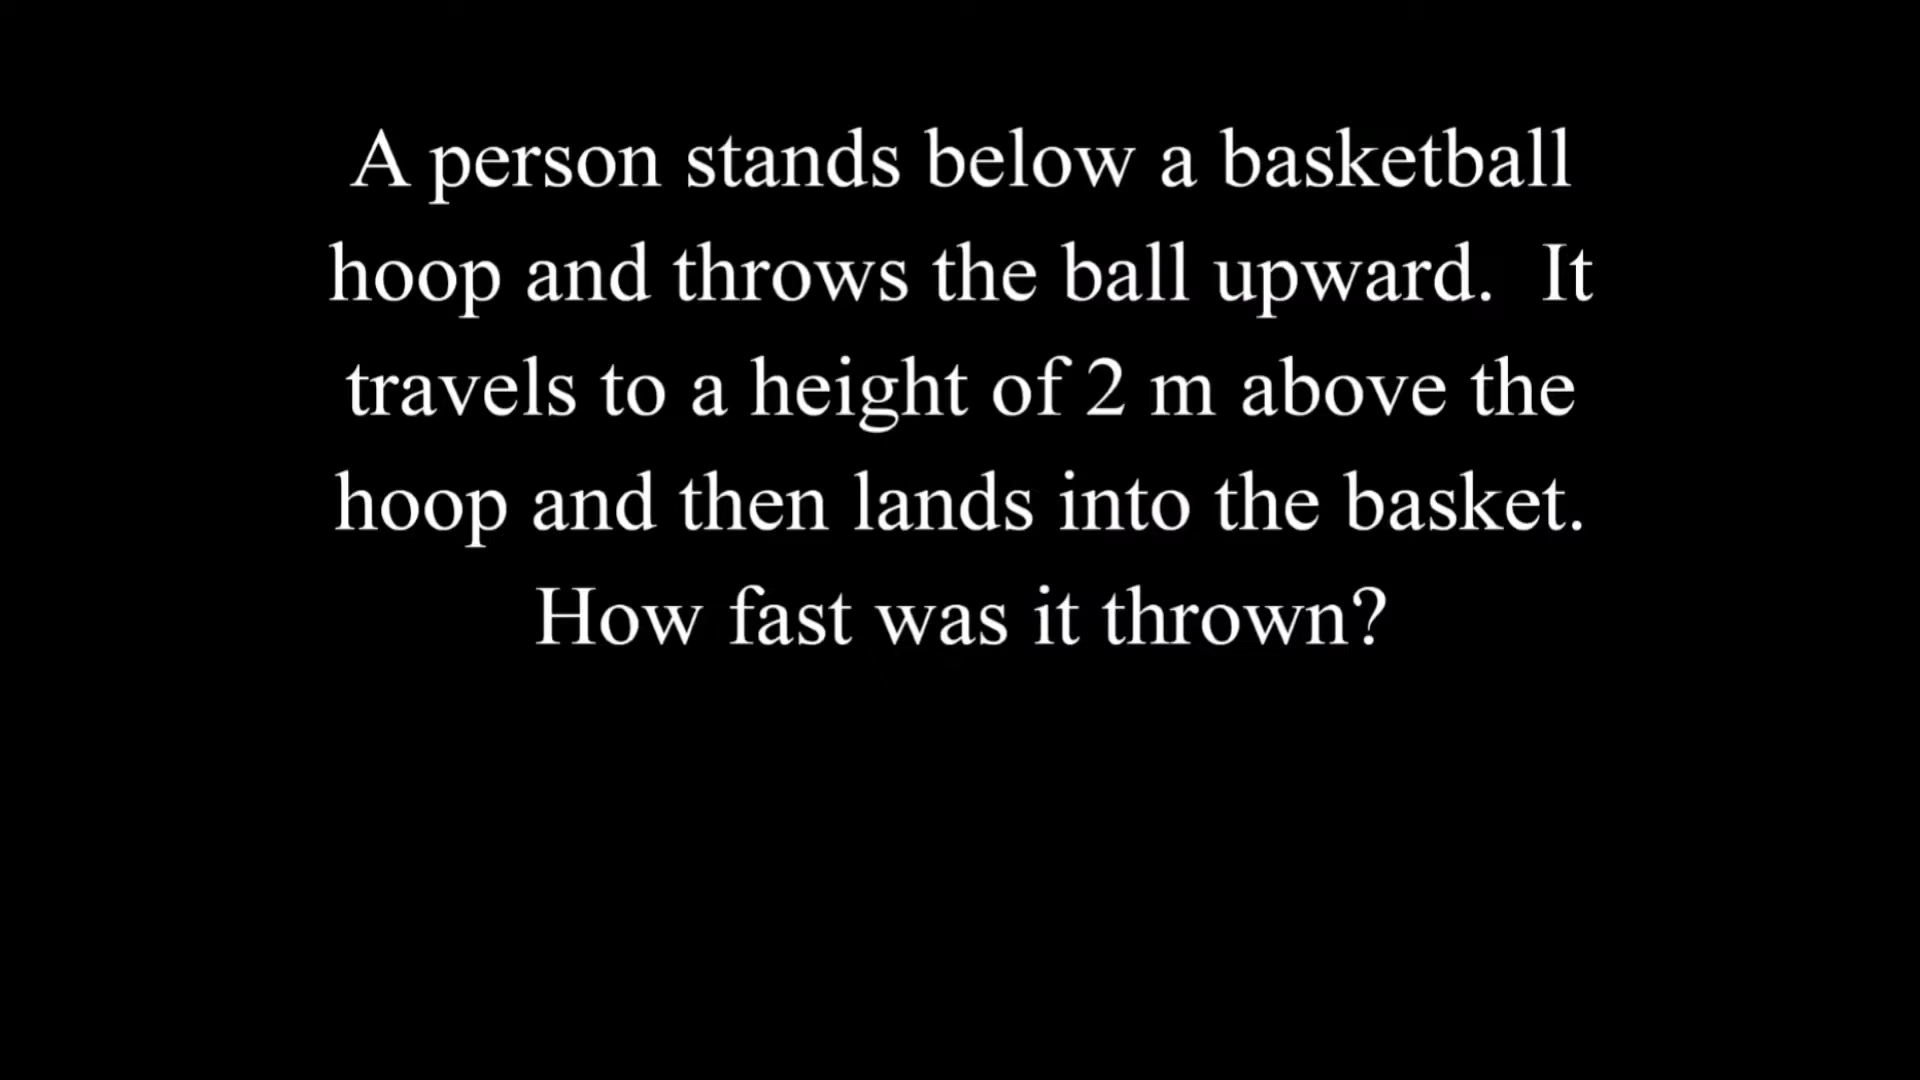 A person stands below a basketball
hoop and throws the ball upward.  It
travels to a height of 2 m above the
hoop and then lands into the basket.
How fast was it thrown?